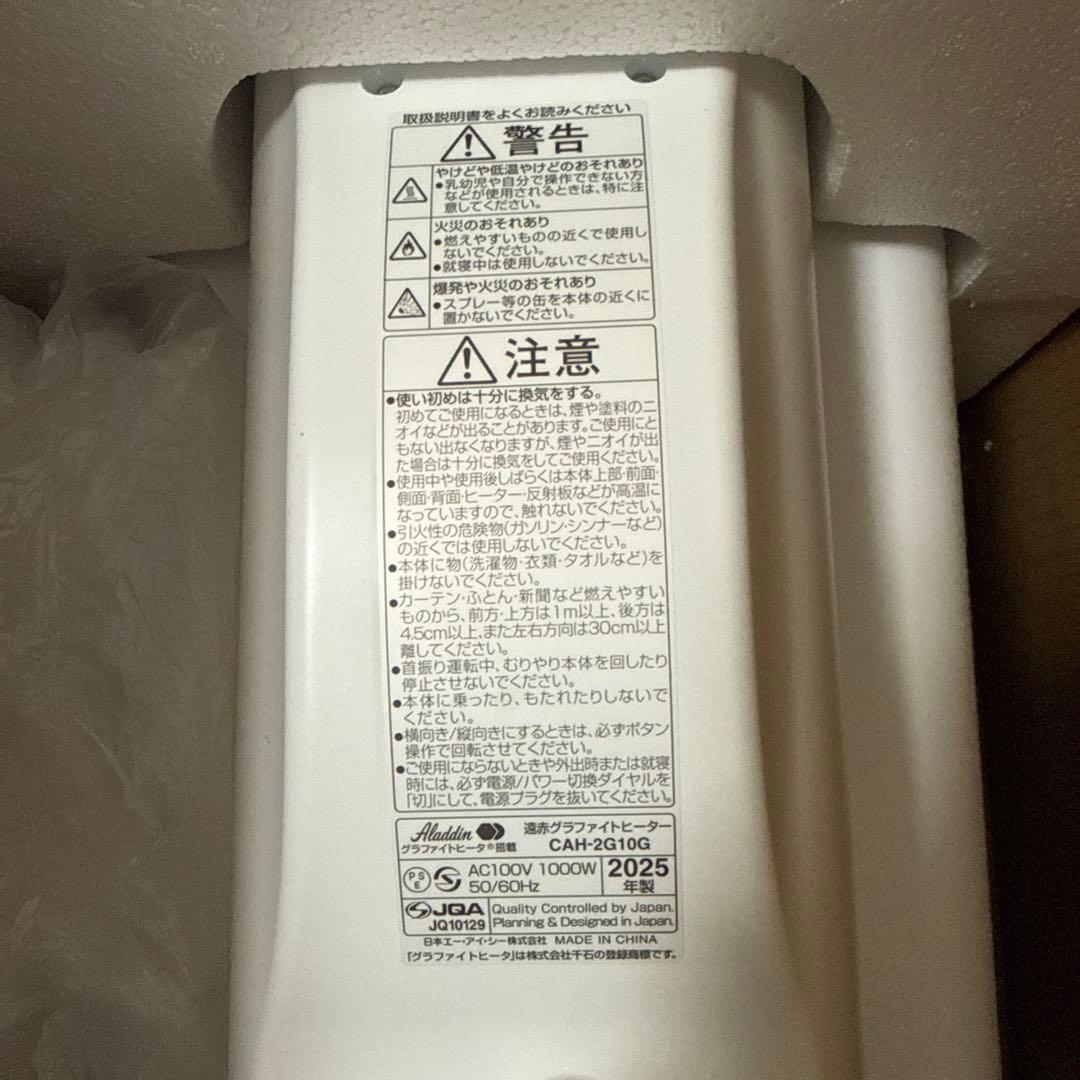 取扱説明書をよくお読みください
警告
やけどや低温やけどのおそれあり
●乳幼児や自分で操作できない方
などが使用されるときは、特に注
意してください。
火災のおそれあり
●燃えやすいものの近くで使用し
ないでください。
●就寝中は使用しないでください。
爆発や火災のおそれあり
●スプレー等の缶を本体の近くに
置かないでください。
注意
●使い初めは十分に換気をする。
初めてご使用になるときは、煙や塗料のニ
オイなどが出ることがあります。ご使用にと
もない出なくなりますが、煙やニオイが出
た場合は十分に換気をしてご使用ください。
●使用中や使用後しばらくは本体上部・前面・
側面・背面・ヒーター・反射板などが高温に
なっていますので、触れないでください。
●引火性の危険物(ガソリン・シンナーなど)
の近くでは使用しないでください。
●本体に物(洗濯物・衣類・タオルなど)を
掛けないでください。
●カーテン・ふとん・新聞など燃えやすい
ものから、前方・上方は1m以上、後方は
4.5cm以上、また左右方向は30cm以上
離してください。
●首振り運転中、むりやり本体を回したり
停止させないでください。
●本体に乗ったり、もたれたりしないで
ください。
●横向き/縦向きにするときは、必ずボタン
操作で回転させてください。
●ご使用にならないときや外出時または就寝
時には、必ず電源/パワー切換ダイヤルを
「切」にして、電源プラグを抜いてください。
Aladdin 遠赤グラファイトヒーター
グラファイトヒータ®搭載 CAH-2G10G
PSE AC100V 1000W 2025
50/60Hz 年製
JQA Quality Controlled by Japan.
JQ10129 Planning & Designed in Japan.
日本エー・アイ・シー株式会社 MADE IN CHINA
「グラファイトヒータ」は株式会社千石の登録商標です。